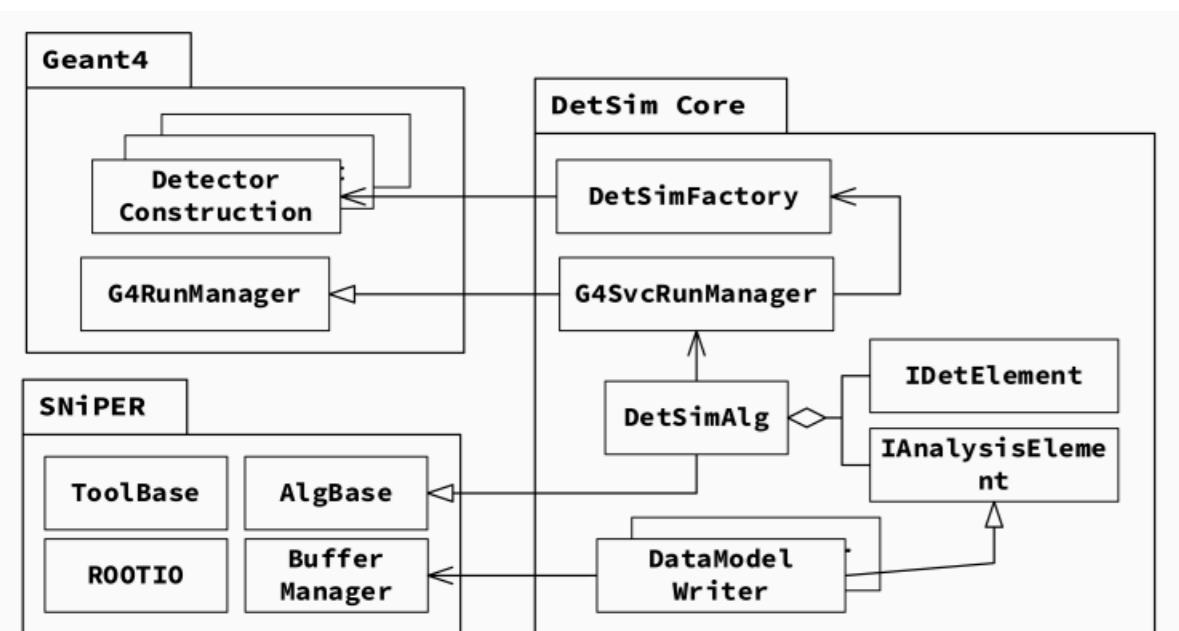 Geant4
Detector
Construction
G4RunManager
SNiPER
ToolBase
AlgBase
ROOTIO
Buffer
Manager
DetSim Core
DetSimFactory
G4SvcRunManager
DetSimAlg
IDetElement
IAnalysisEleme
nt
DataModel
Writer